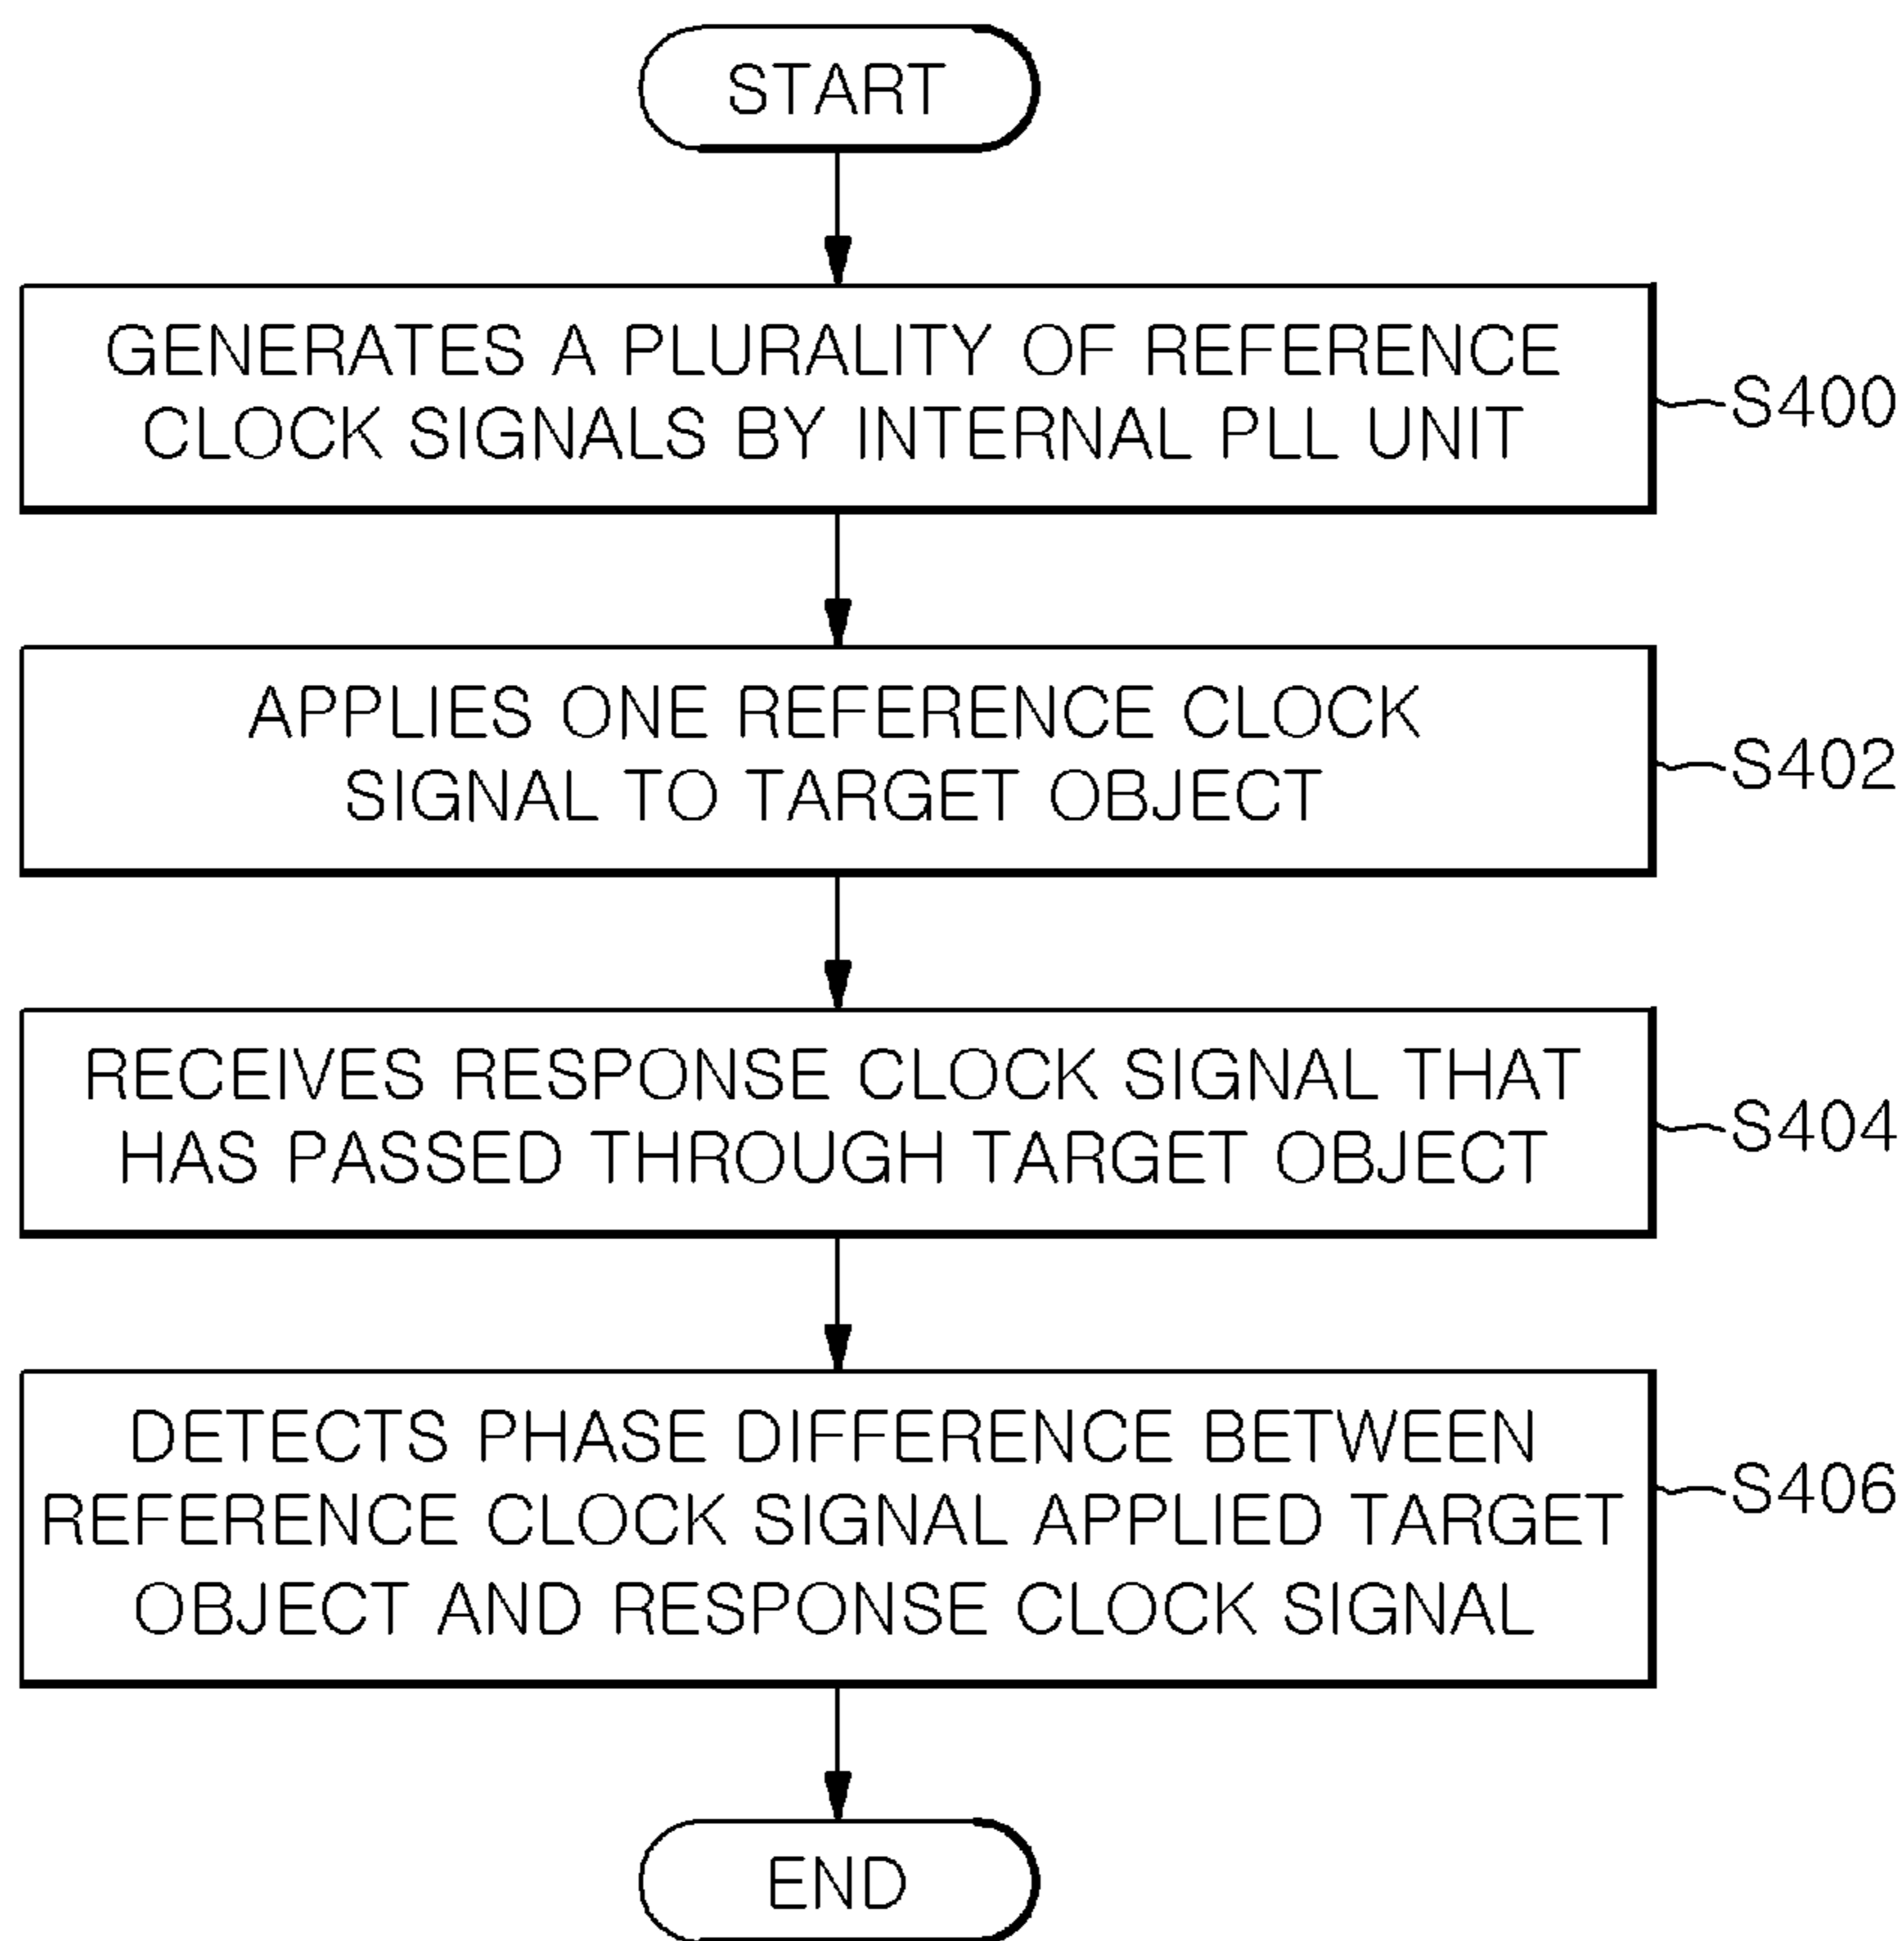 START
GENERATES A PLURALITY OF REFERENCE
CLOCK SIGNALS BY INTERNAL PLL UNIT
S400
APPLIES ONE REFERENCE CLOCK
SIGNAL TO TARGET OBJECT
S402
RECEIVES RESPONSE CLOCK SIGNAL THAT
HAS PASSED THROUGH TARGET OBJECT
S404
DETECTS PHASE DIFFERENCE BETWEEN
REFERENCE CLOCK SIGNAL APPLIED TARGET
OBJECT AND RESPONSE CLOCK SIGNAL
S406
END